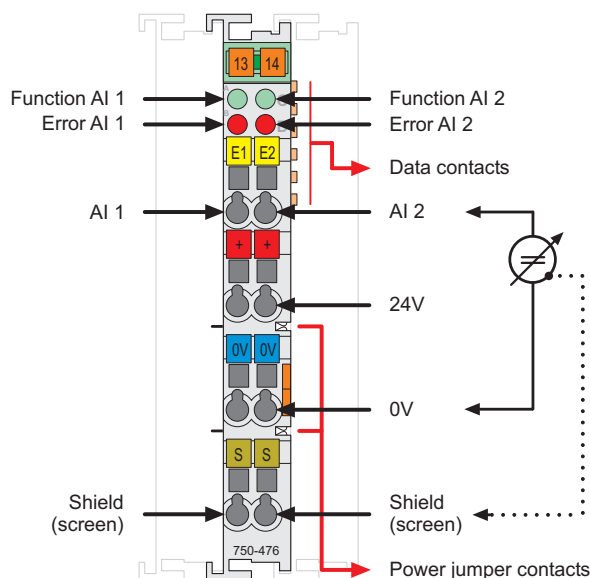 13 14
Function AI 1
Function AI 2
Error AI 1
Error AI 2
E1 E2
Data contacts
AI 1
AI 2
+ +
24V
0V 0V
0V
S S
Shield
(screen)
Shield
(screen)
750-476
Power jumper contacts